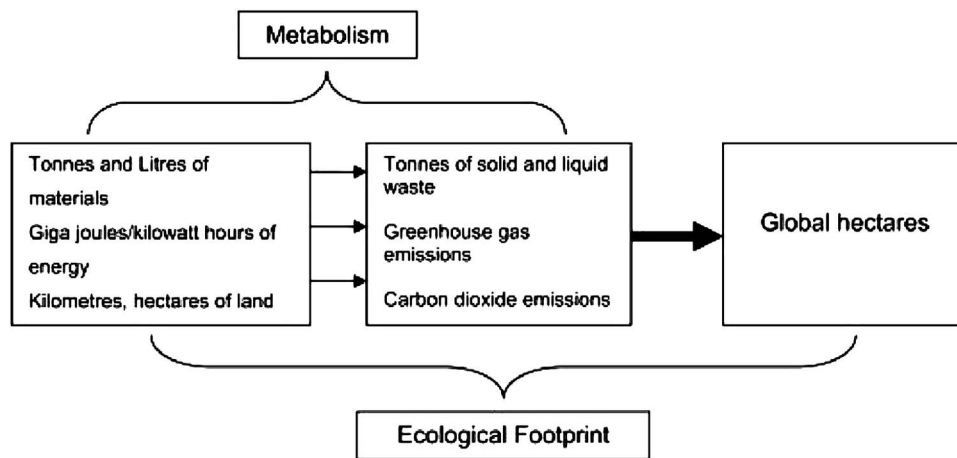 Metabolism
Tonnes and Litres of
materials
Giga joules/kilowatt hours of
energy
Kilometres, hectares of land
Tonnes of solid and liquid
waste
Greenhouse gas
emissions
Carbon dioxide emissions
Global hectares
Ecological Footprint